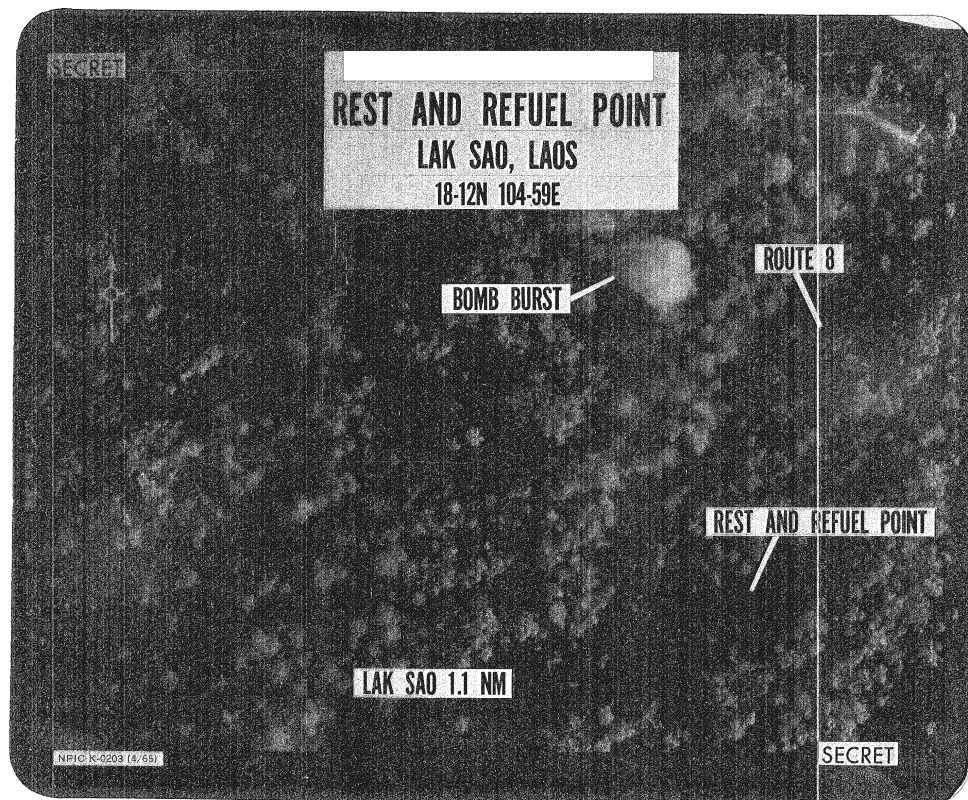 SECRET
REST AND REFUEL POINT
LAK SAO, LAOS
18-12N 104-59E
ROUTE 8
BOMB BURST
REST AND REFUEL POINT
LAK SAO 1.1 NM
NPIC K-0203 (4/65)
SECRET